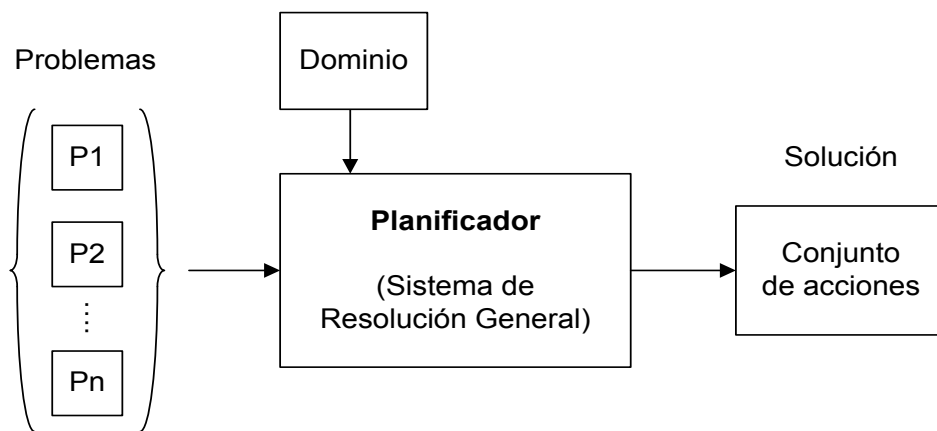 Problemas
P1
P2
Pn
Dominio
Planificador
(Sistema de
Resolución General)
Solución
Conjunto
de acciones